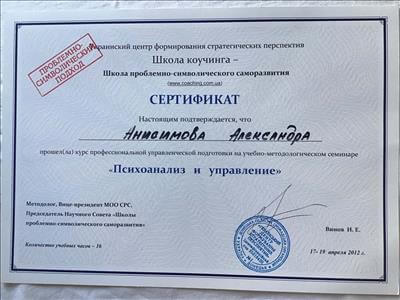 Украинский центр формирования стратегических перспектив
Школа коучинга –
Школа проблемно-символического саморазвития
(www.coaching.com.ua)
ПРОБЛЕМНО-
СИМВОЛИЧЕСКИЙ
ПОДХОД
СЕРТИФИКАТ
Настоящим подтверждается, что
Анисимова Александра
прошел(ла) курс профессиональной управленческой подготовки на учебно-методическом семинаре
«Психоанализ и управление»
Методолог, Вице-президент МОО СРС,
Председатель Научного Совета «Школы
проблемно-символического саморазвития»
Винов И. Е.
Количество учебных часов – 16
17- 19 апреля 2012 г.